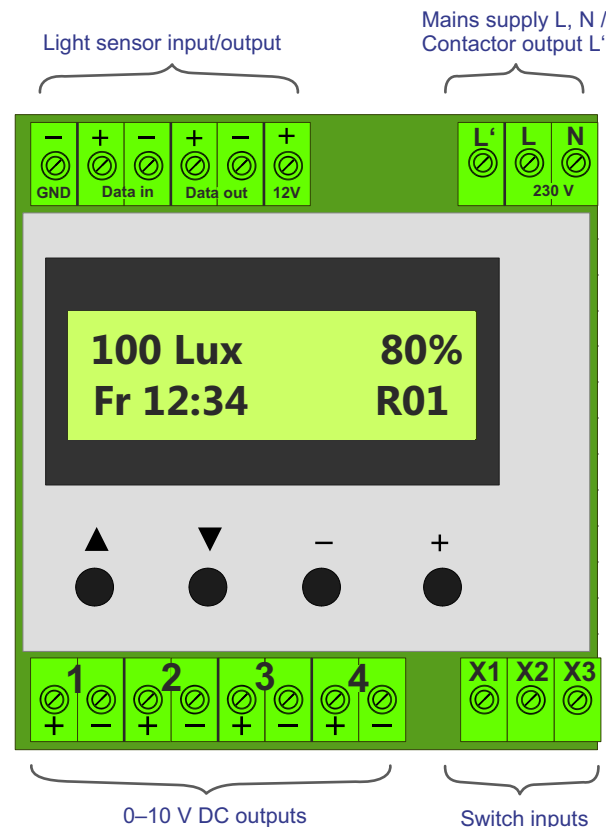 Light sensor input/output
Mains supply L, N /
Contactor output L‘
− + − + − +
GND Data in Data out 12V
L‘ L N
230 V
100 Lux 80%
Fr 12:34 R01
▲ ▼ − +
1 2 3 4
+ − + − + − + −
X1 X2 X3
0–10 V DC outputs
Switch inputs